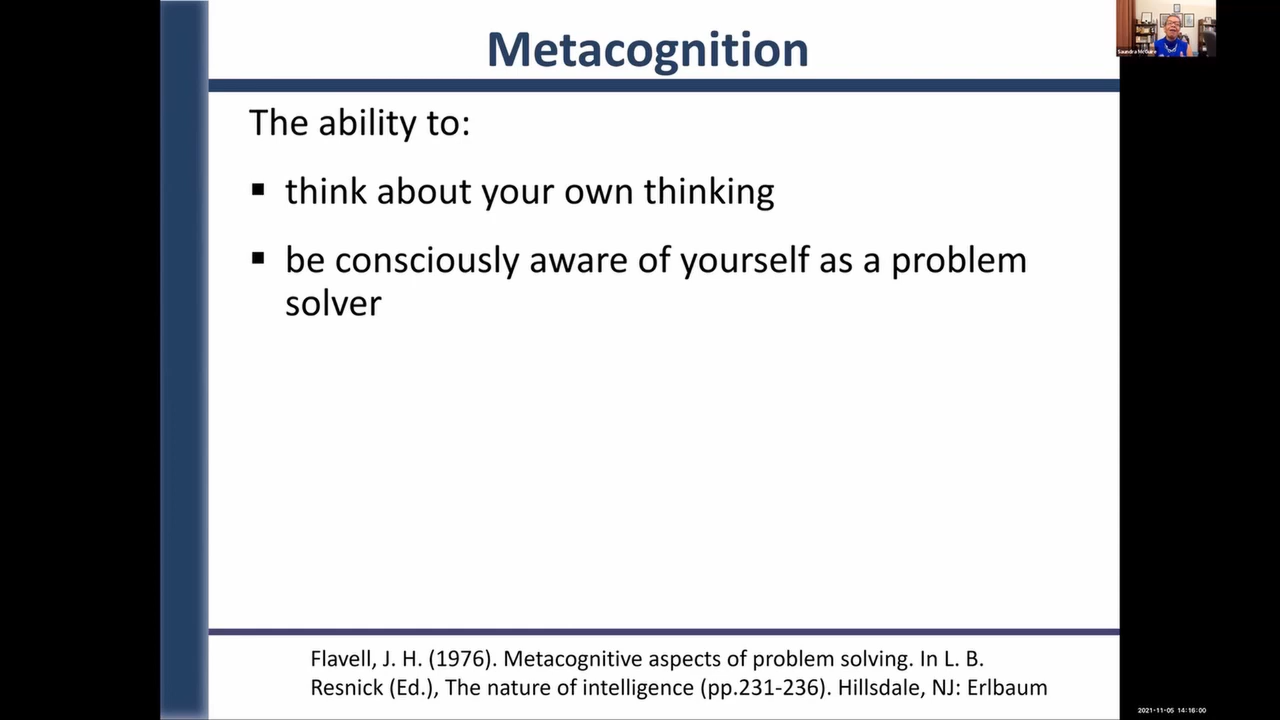 Metacognition
The ability to:
▪ think about your own thinking
▪ be consciously aware of yourself as a problem
solver
Flavell, J. H. (1976). Metacognitive aspects of problem solving. In L. B.
Resnick (Ed.), The nature of intelligence (pp.231-236). Hillsdale, NJ: Erlbaum
Saundra McGuire
2021-11-05 14:16:00